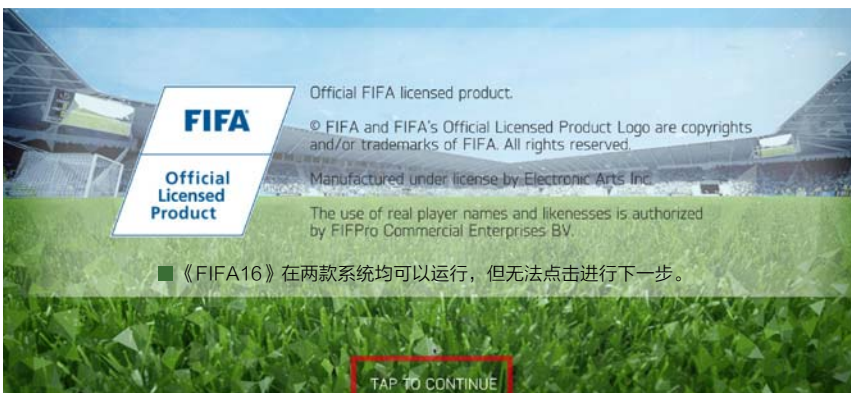 FIFA
Official
Licensed
Product
Official FIFA licensed product.
© FIFA and FIFA's Official Licensed Product Logo are copyrights
and/or trademarks of FIFA. All rights reserved.
Manufactured under license by Electronic Arts Inc.
The use of real player names and likenesses is authorized
by FIFPro Commercial Enterprises BV.
■《FIFA16》在两款系统均可以运行，但无法点击进行下一步。
TAP TO CONTINUE